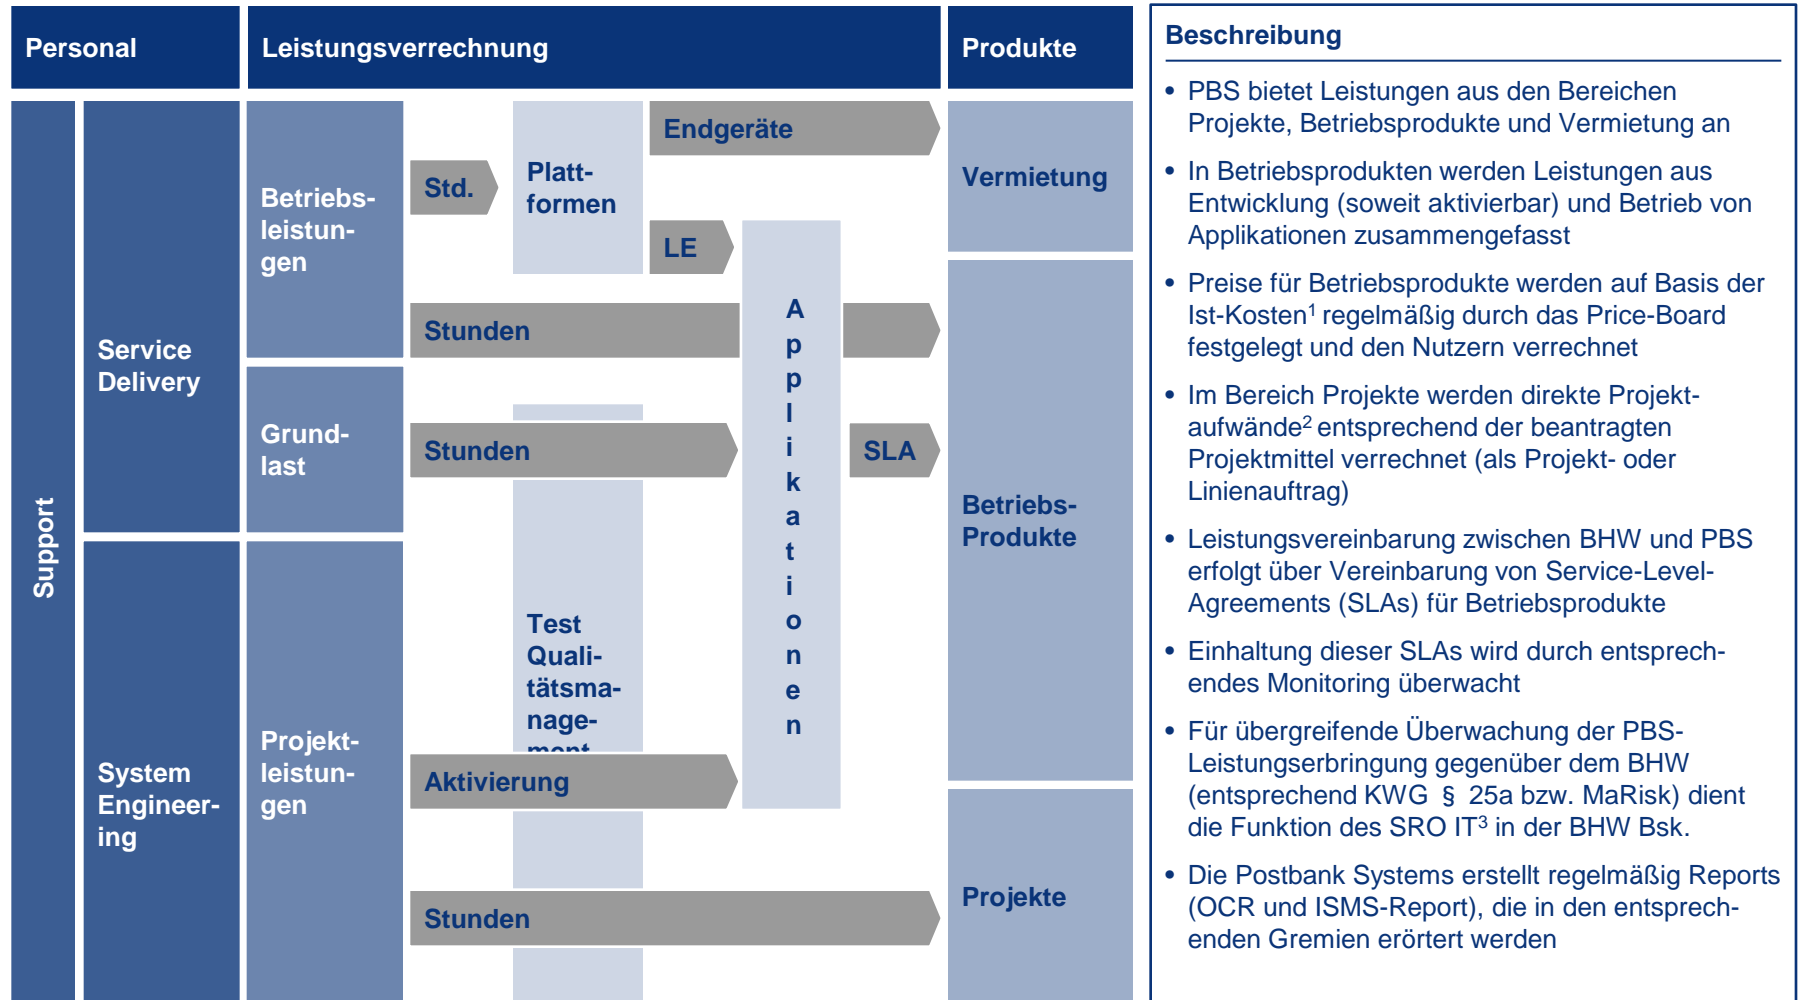 Personal
Leistungsverrechnung
Produkte
Support
Service
Delivery
System
Engineer-
ing
Betriebs-
leistun-
gen
Grund-
last
Projekt-
leistun-
gen
Std.
Platt-
formen
Endgeräte
LE
Stunden
Stunden
Test
Quali-
tätsma-
nage-
ment
Aktivierung
Stunden
A
p
p
l
i
k
a
t
i
o
n
e
n
SLA
Vermietung
Betriebs-
Produkte
Projekte
Beschreibung
• PBS bietet Leistungen aus den Bereichen
Projekte, Betriebsprodukte und Vermietung an
• In Betriebsprodukten werden Leistungen aus
Entwicklung (soweit aktivierbar) und Betrieb von
Applikationen zusammengefasst
• Preise für Betriebsprodukte werden auf Basis der
Ist-Kosten¹ regelmäßig durch das Price-Board
festgelegt und den Nutzern verrechnet
• Im Bereich Projekte werden direkte Projekt-
aufwände² entsprechend der beantragten
Projektmittel verrechnet (als Projekt- oder
Linienauftrag)
• Leistungsvereinbarung zwischen BHW und PBS
erfolgt über Vereinbarung von Service-Level-
Agreements (SLAs) für Betriebsprodukte
• Einhaltung dieser SLAs wird durch entsprech-
endes Monitoring überwacht
• Für übergreifende Überwachung der PBS-
Leistungserbringung gegenüber dem BHW
(entsprechend KWG § 25a bzw. MaRisk) dient
die Funktion des SRO IT³ in der BHW Bsk.
• Die Postbank Systems erstellt regelmäßig Reports
(OCR und ISMS-Report), die in den entsprech-
enden Gremien erörtert werden